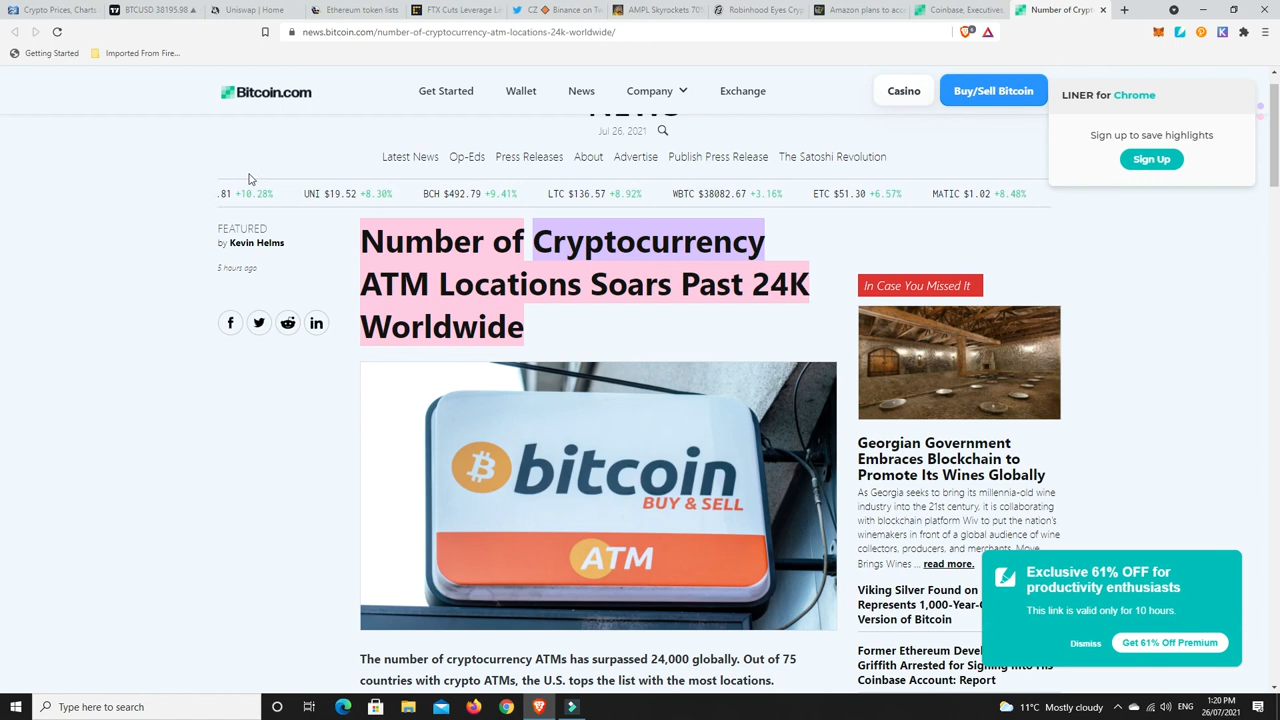 Crypto Prices, Charts
BTCUSD 38195.98
Uniswap | Home
Ethereum token lists
FTX Cuts Leverage L
CZ Binance on Tw
AMPL Skyrockets 70%
Robinhood Eyes Cryp
Amazon plans to acc
Coinbase, Executives
Number of Crypt
news.bitcoin.com/number-of-cryptocurrency-atm-locations-24k-worldwide/
Getting Started
Imported From Fire...
Bitcoin.com
Get Started
Wallet
News
Company
Exchange
Casino
Buy/Sell Bitcoin
LINER for Chrome
Sign up to save highlights
Sign Up
NEWS
Jul 26, 2021
Latest News Op-Eds Press Releases About Advertise Publish Press Release The Satoshi Revolution
.81 +10.28% UNI $19.52 +8.30% BCH $492.79 +9.41% LTC $136.57 +8.92% WBTC $38082.67 +3.16% ETC $51.30 +6.57% MATIC $1.02 +8.48%
FEATURED
by Kevin Helms
5 hours ago
Number of Cryptocurrency
ATM Locations Soars Past 24K
Worldwide
bitcoin
BUY & SELL
ATM
The number of cryptocurrency ATMs has surpassed 24,000 globally. Out of 75
countries with crypto ATMs, the U.S. tops the list with the most locations.
In Case You Missed It
Georgian Government
Embraces Blockchain to
Promote Its Wines Globally
As Georgia seeks to bring its millennia-old wine
industry into the 21st century, it is collaborating
with blockchain platform Wiv to put the nation's
winemakers in front of a global audience of wine
collectors, producers, and merchants. Move
Brings Wines ... read more.
Viking Silver Found on
Represents 1,000-Year-
Version of Bitcoin
Former Ethereum Deve
Griffith Arrested for Signing Into His
Coinbase Account: Report
Exclusive 61% OFF for
productivity enthusiasts
This link is valid only for 10 hours.
Dismiss
Get 61% Off Premium
Type here to search
11°C Mostly cloudy
ENG
1:20 PM
26/07/2021